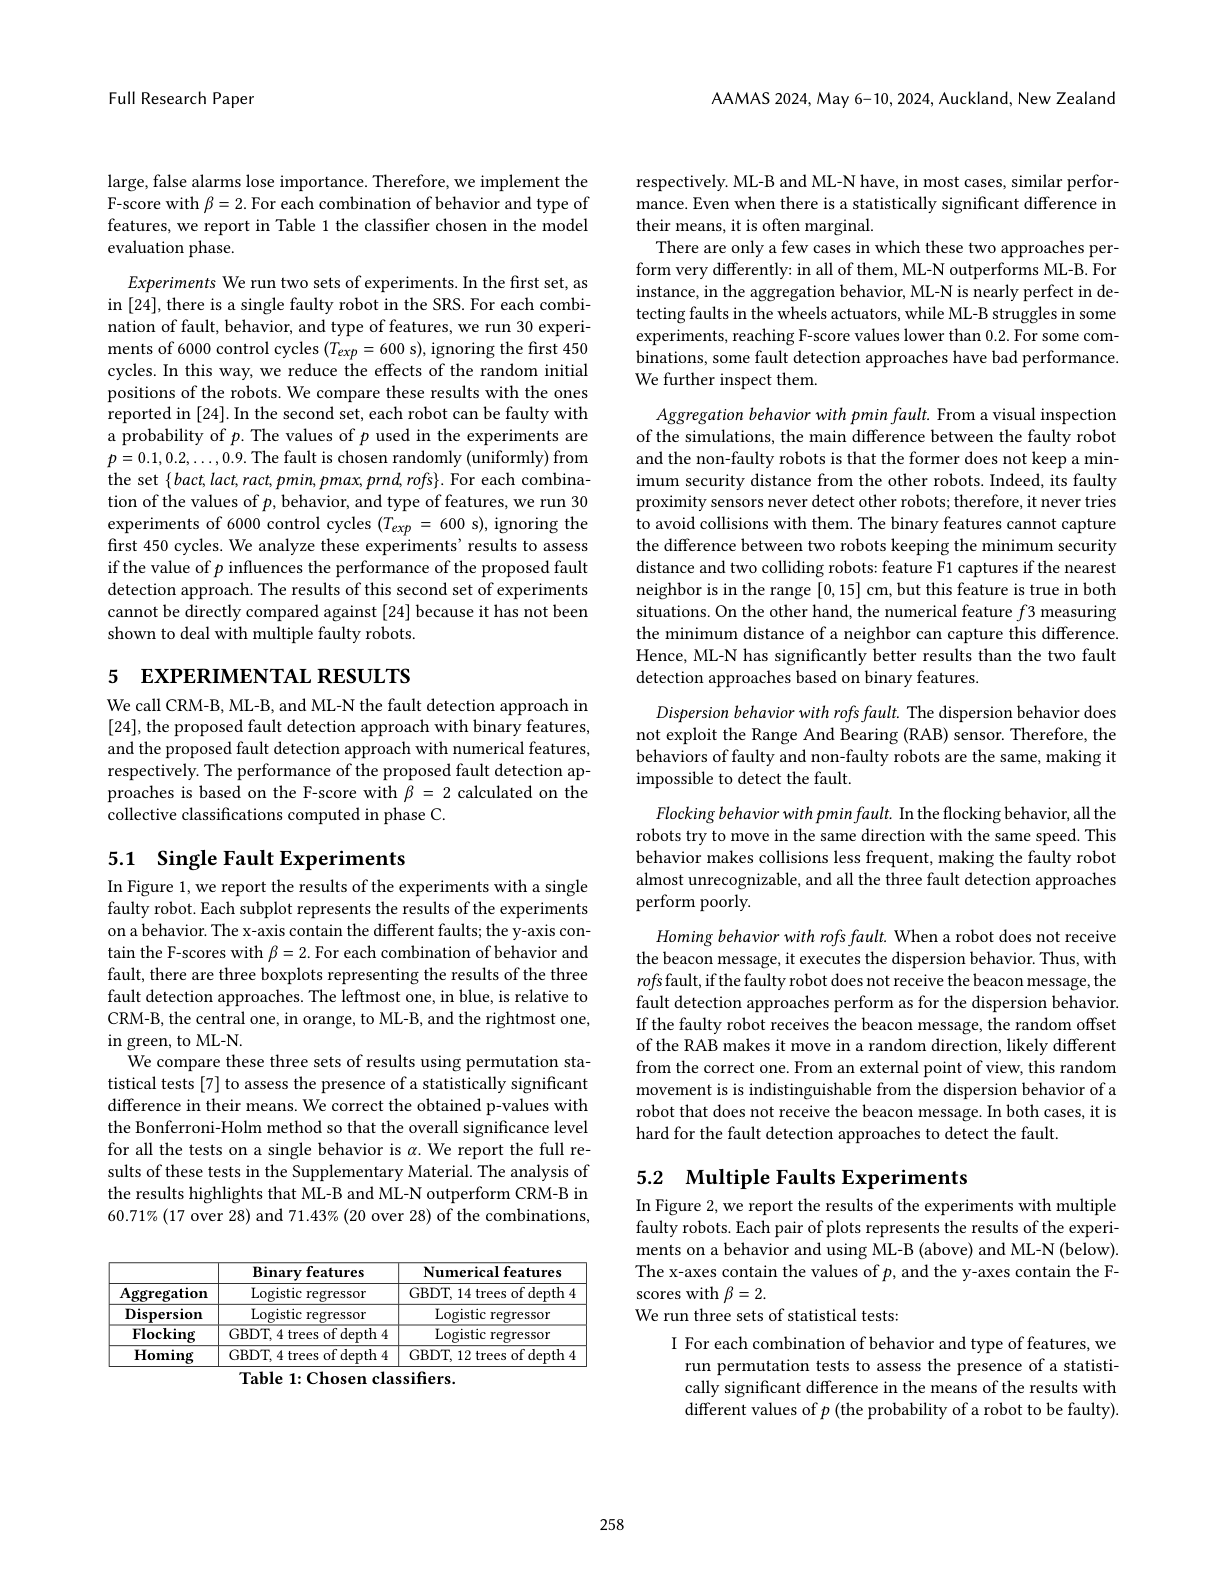 Full Research Paper
AAMAS 2024, May 6–10, 2024, Auckland, New Zealand
large, false alarms lose importance. Therefore, we implement the
F-score with β = 2. For each combination of behavior and type of
features, we report in Table 1 the classifier chosen in the model
evaluation phase.
Experiments We run two sets of experiments. In the first set, as
in [24], there is a single faulty robot in the SRS. For each combi-
nation of fault, behavior, and type of features, we run 30 experi-
ments of 6000 control cycles (Texp = 600 s), ignoring the first 450
cycles. In this way, we reduce the effects of the random initial
positions of the robots. We compare these results with the ones
reported in [24]. In the second set, each robot can be faulty with
a probability of p. The values of p used in the experiments are
p = 0.1, 0.2, . . . , 0.9. The fault is chosen randomly (uniformly) from
the set {bact, lact, ract, pmin, pmax, prnd, rofs}. For each combina-
tion of the values of p, behavior, and type of features, we run 30
experiments of 6000 control cycles (Texp = 600 s), ignoring the
first 450 cycles. We analyze these experiments' results to assess
if the value of p influences the performance of the proposed fault
detection approach. The results of this second set of experiments
cannot be directly compared against [24] because it has not been
shown to deal with multiple faulty robots.
5 EXPERIMENTAL RESULTS
We call CRM-B, ML-B, and ML-N the fault detection approach in
[24], the proposed fault detection approach with binary features,
and the proposed fault detection approach with numerical features,
respectively. The performance of the proposed fault detection ap-
proaches is based on the F-score with β = 2 calculated on the
collective classifications computed in phase C.
5.1 Single Fault Experiments
In Figure 1, we report the results of the experiments with a single
faulty robot. Each subplot represents the results of the experiments
on a behavior. The x-axis contain the different faults; the y-axis con-
tain the F-scores with β = 2. For each combination of behavior and
fault, there are three boxplots representing the results of the three
fault detection approaches. The leftmost one, in blue, is relative to
CRM-B, the central one, in orange, to ML-B, and the rightmost one,
in green, to ML-N.
We compare these three sets of results using permutation sta-
tistical tests [7] to assess the presence of a statistically significant
difference in their means. We correct the obtained p-values with
the Bonferroni-Holm method so that the overall significance level
for all the tests on a single behavior is α. We report the full re-
sults of these tests in the Supplementary Material. The analysis of
the results highlights that ML-B and ML-N outperform CRM-B in
60.71% (17 over 28) and 71.43% (20 over 28) of the combinations,
Binary features Numerical features
Aggregation Logistic regressor GBDT, 14 trees of depth 4
Dispersion Logistic regressor Logistic regressor
Flocking GBDT, 4 trees of depth 4 Logistic regressor
Homing GBDT, 4 trees of depth 4 GBDT, 12 trees of depth 4
Table 1: Chosen classifiers.
respectively. ML-B and ML-N have, in most cases, similar perfor-
mance. Even when there is a statistically significant difference in
their means, it is often marginal.
There are only a few cases in which these two approaches per-
form very differently: in all of them, ML-N outperforms ML-B. For
instance, in the aggregation behavior, ML-N is nearly perfect in de-
tecting faults in the wheels actuators, while ML-B struggles in some
experiments, reaching F-score values lower than 0.2. For some com-
binations, some fault detection approaches have bad performance.
We further inspect them.
Aggregation behavior with pmin fault. From a visual inspection
of the simulations, the main difference between the faulty robot
and the non-faulty robots is that the former does not keep a min-
imum security distance from the other robots. Indeed, its faulty
proximity sensors never detect other robots; therefore, it never tries
to avoid collisions with them. The binary features cannot capture
the difference between two robots keeping the minimum security
distance and two colliding robots: feature F1 captures if the nearest
neighbor is in the range [0, 15] cm, but this feature is true in both
situations. On the other hand, the numerical feature f3 measuring
the minimum distance of a neighbor can capture this difference.
Hence, ML-N has significantly better results than the two fault
detection approaches based on binary features.
Dispersion behavior with rofs fault. The dispersion behavior does
not exploit the Range And Bearing (RAB) sensor. Therefore, the
behaviors of faulty and non-faulty robots are the same, making it
impossible to detect the fault.
Flocking behavior with pmin fault. In the flocking behavior, all the
robots try to move in the same direction with the same speed. This
behavior makes collisions less frequent, making the faulty robot
almost unrecognizable, and all the three fault detection approaches
perform poorly.
Homing behavior with rofs fault. When a robot does not receive
the beacon message, it executes the dispersion behavior. Thus, with
rofs fault, if the faulty robot does not receive the beacon message, the
fault detection approaches perform as for the dispersion behavior.
If the faulty robot receives the beacon message, the random offset
of the RAB makes it move in a random direction, likely different
from the correct one. From an external point of view, this random
movement is is indistinguishable from the dispersion behavior of a
robot that does not receive the beacon message. In both cases, it is
hard for the fault detection approaches to detect the fault.
5.2 Multiple Faults Experiments
In Figure 2, we report the results of the experiments with multiple
faulty robots. Each pair of plots represents the results of the experi-
ments on a behavior and using ML-B (above) and ML-N (below).
The x-axes contain the values of p, and the y-axes contain the F-
scores with β = 2.
We run three sets of statistical tests:
I For each combination of behavior and type of features, we
run permutation tests to assess the presence of a statisti-
cally significant difference in the means of the results with
different values of p (the probability of a robot to be faulty).
258